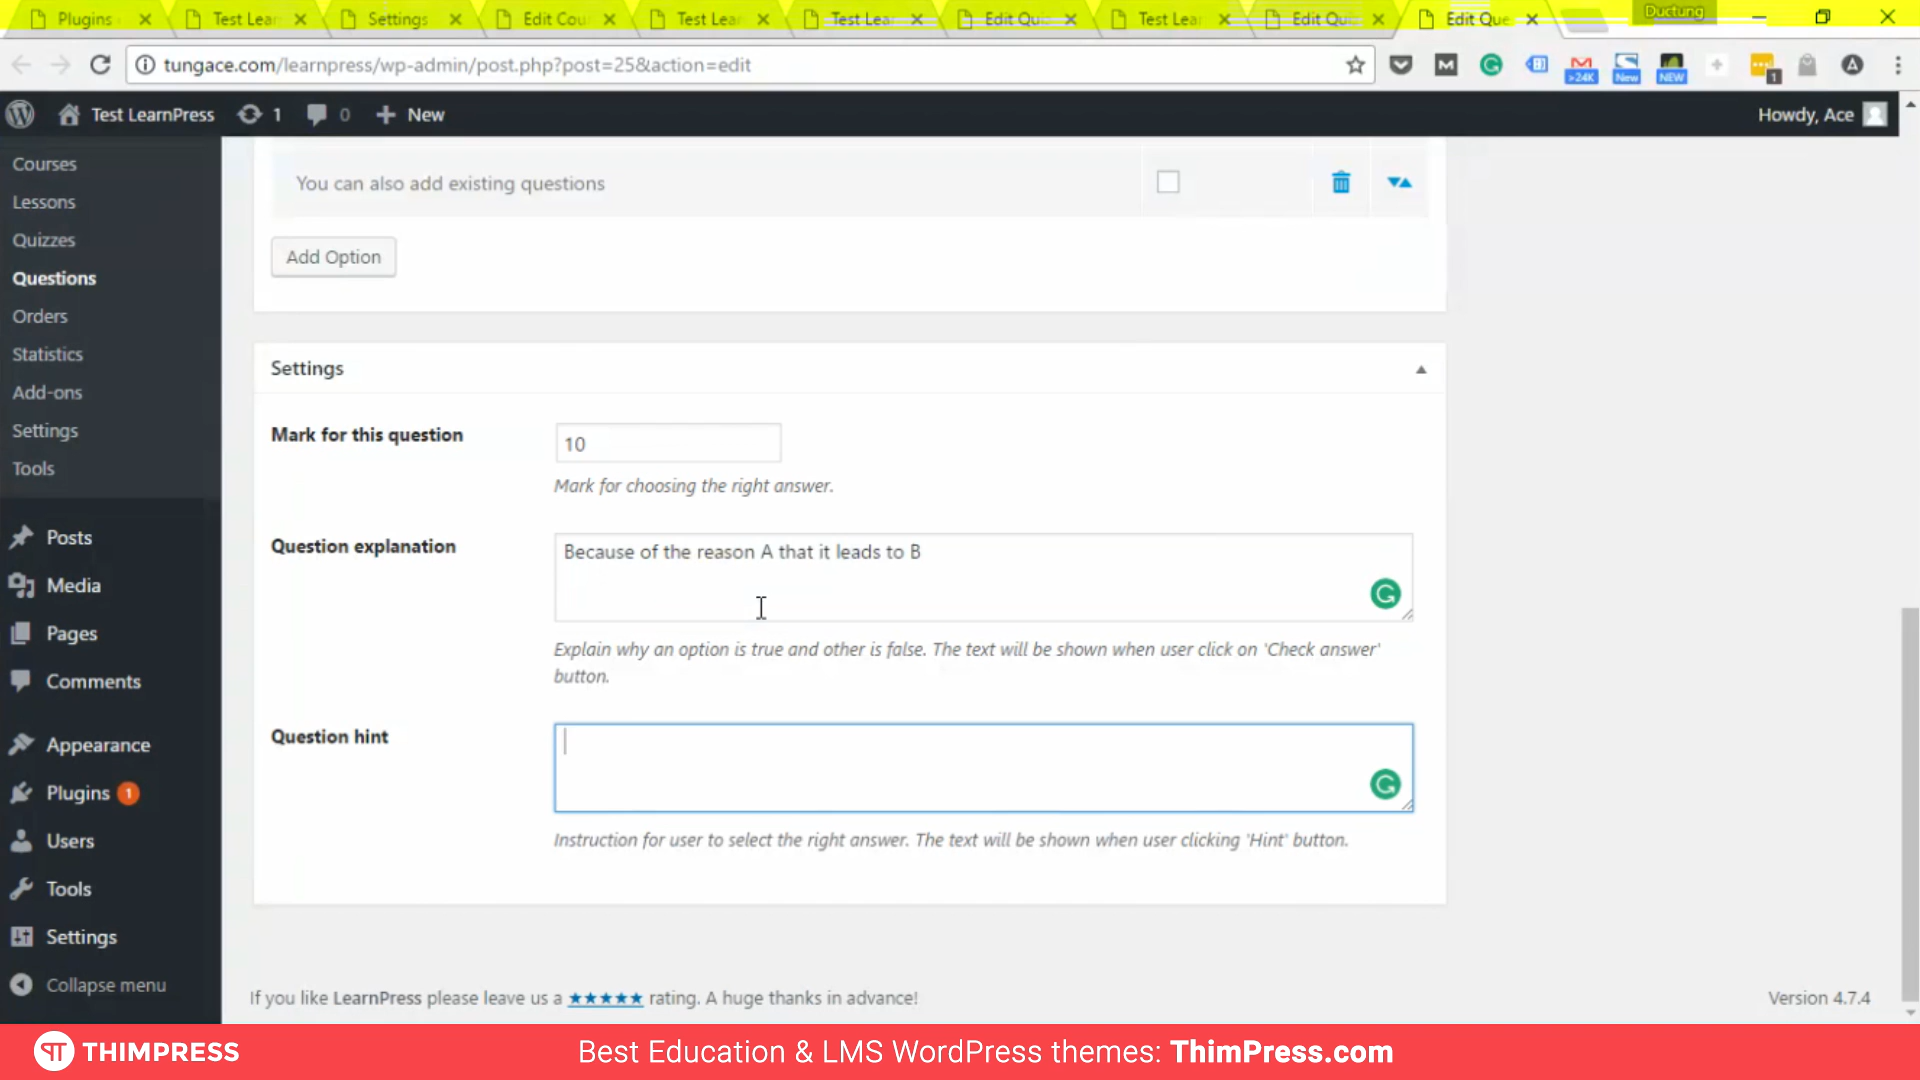 Plugins
Test Lear
Settings
Edit Cou
Test Lear
Test Lear
Edit Quiz
Test Lear
Edit Quiz
Edit Que
Ductung
tungace.com/learnpress/wp-admin/post.php?post=25&action=edit
>24K
New
NEW
1
Test LearnPress
1
0
New
Howdy, Ace
Courses
Lessons
Quizzes
Questions
Orders
Statistics
Add-ons
Settings
Tools
Posts
Media
Pages
Comments
Appearance
Plugins 1
Users
Tools
Settings
Collapse menu
You can also add existing questions
Add Option
Settings
Mark for this question
10
Mark for choosing the right answer.
Question explanation
Because of the reason A that it leads to B
Explain why an option is true and other is false. The text will be shown when user click on 'Check answer'
button.
Question hint
Instruction for user to select the right answer. The text will be shown when user clicking 'Hint' button.
If you like LearnPress please leave us a ★★★★★ rating. A huge thanks in advance!
Version 4.7.4
THIMPRESS
Best Education & LMS WordPress themes: ThimPress.com